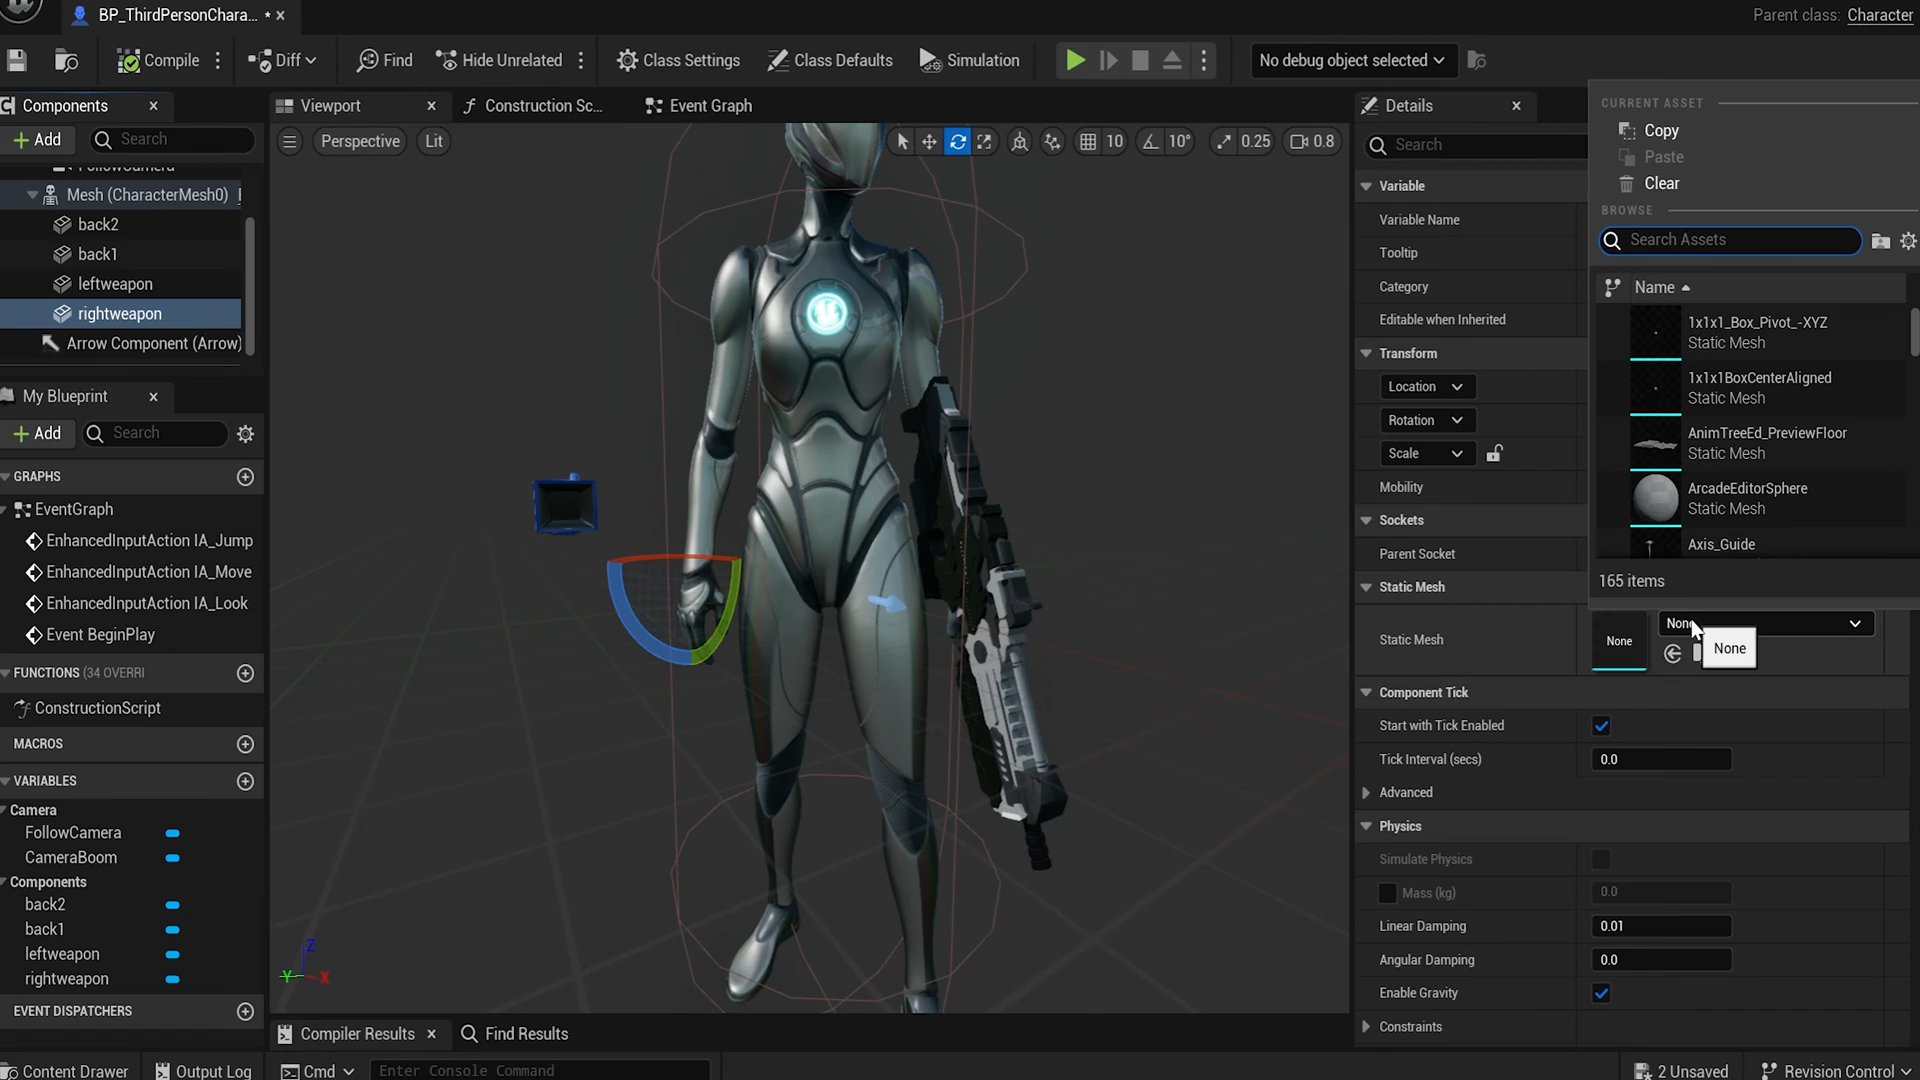 BP_ThirdPersonChara... *
Parent class: Character
Compile
Diff
Find
Hide Unrelated
Class Settings
Class Defaults
Simulation
No debug object selected
Components
Add
Search
Mesh (CharacterMesh0)
back2
back1
leftweapon
rightweapon
Arrow Component (Arrow)
My Blueprint
Add
Search
GRAPHS
EventGraph
EnhancedInputAction IA_Jump
EnhancedInputAction IA_Move
EnhancedInputAction IA_Look
Event BeginPlay
FUNCTIONS (34 OVERRI
ConstructionScript
MACROS
VARIABLES
Camera
FollowCamera
CameraBoom
Components
back2
back1
leftweapon
rightweapon
EVENT DISPATCHERS
Viewport
Construction Sc...
Event Graph
Perspective
Lit
10
10°
0.25
0.8
Z
Y
X
Compiler Results
Find Results
Details
Search
Variable
Variable Name
Tooltip
Category
Editable when Inherited
Transform
Location
Rotation
Scale
Mobility
Sockets
Parent Socket
Static Mesh
Static Mesh
None
None
None
Component Tick
Start with Tick Enabled
Tick Interval (secs)
0.0
Advanced
Physics
Simulate Physics
Mass (kg)
0.0
Linear Damping
0.01
Angular Damping
0.0
Enable Gravity
Constraints
CURRENT ASSET
Copy
Paste
Clear
BROWSE
Search Assets
Name
1x1x1_Box_Pivot_-XYZ
Static Mesh
1x1x1BoxCenterAligned
Static Mesh
AnimTreeEd_PreviewFloor
Static Mesh
ArcadeEditorSphere
Static Mesh
Axis_Guide
165 items
Content Drawer
Output Log
Cmd
Enter Console Command
2 Unsaved
Revision Control